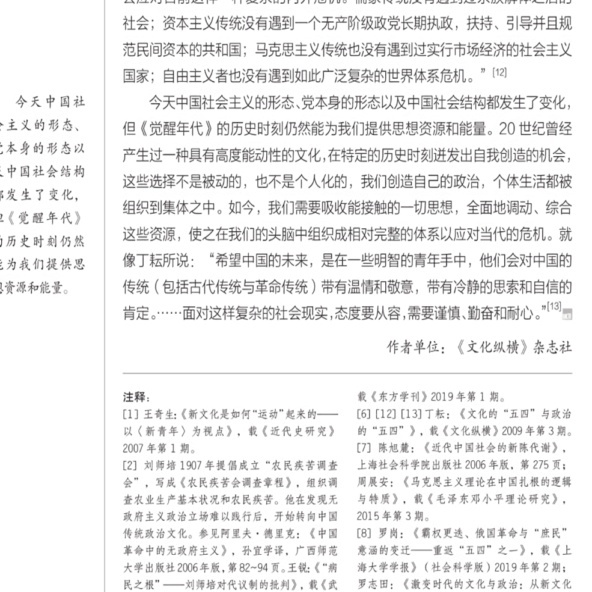 社会；资本主义传统没有遇到一个无产阶级政党长期执政，扶持、引导并且规
范民间资本的共和国；马克思主义传统也没有遇到过实行市场经济的社会主义
国家；自由主义者也没有遇到如此广泛复杂的世界体系危机。”[12]
今天中国社会主义的形态、党本身的形态以及中国社会结构都发生了变化，
但《觉醒年代》的历史时刻仍然能为我们提供思想资源和能量。20 世纪曾经
产生过一种具有高度能动性的文化，在特定的历史时刻迸发出自我创造的机会，
这些选择不是被动的，也不是个人化的，我们创造自己的政治，个体生活都被
组织到集体之中。如今，我们需要吸收能接触的一切思想，全面地调动、综合
这些资源，使之在我们的头脑中组织成相对完整的体系以应对当代的危机。就
像丁耘所说：“希望中国的未来，是在一些明智的青年手中，他们会对中国的
传统（包括古代传统与革命传统）带有温情和敬意，带有冷静的思索和自信的
肯定。……面对这样复杂的社会现实，态度要从容，需要谨慎、勤奋和耐心。”[13]
作者单位：《文化纵横》杂志社
今天中国社
主义的形态、
本身的形态以
中国社会结构
发生了变化，
《觉醒年代》
历史时刻仍然
为我们提供思
资源和能量。
注释：
[1] 王奇生：《新文化是如何“运动”起来的——
以〈新青年〉为视点》，载《近代史研究》
2007 年第 1 期。
[2] 刘师培 1907 年提倡成立“农民疾苦调查
会”，写成《农民疾苦会调查章程》，组织调
查农业生产基本状况和农民疾苦。他在发现无
政府主义政治立场难以践行后，开始转向中国
传统政治文化。参见阿里夫·德里克：《中国
革命中的无政府主义》，孙宜学译，广西师范
大学出版社 2006 年版，第 82~94 页。王锐：《“病
民之根”——刘师培对代议制的批判》，载《武
载《东方学刊》2019 年第 1 期。
[6] [12] [13] 丁耘：《文化的“五四”与政治
的“五四”》，载《文化纵横》2009 年第 3 期。
[7] 陈旭麓：《近代中国社会的新陈代谢》，
上海社会科学院出版社 2006 年版，第 275 页；
周展安：《马克思主义理论在中国扎根的逻辑
与特质》，载《毛泽东邓小平理论研究》，
2015 年第 3 期。
[8] 罗岗：《霸权更迭、俄国革命与“庶民”
意涵的变迁——重返“五四”之一》，载《上
海大学学报》（社会科学版）2019 年第 2 期；
罗志田：《激变时代的文化与政治：从新文化